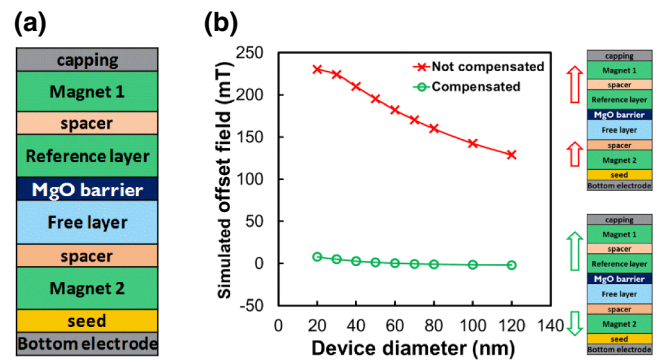 (a)
capping
Magnet 1
spacer
Reference layer
MgO barrier
Free layer
spacer
Magnet 2
seed
Bottom electrode
(b)
Simulated offset field (mT)
250
200
150
100
50
0
-50
Not compensated
Compensated
0 20 40 60 80 100 120 140
Device diameter (nm)
capping
Magnet 1
spacer
Reference layer
MgO barrier
Free layer
spacer
Magnet 2
seed
Bottom electrode
capping
Magnet 1
spacer
Reference layer
MgO barrier
Free layer
spacer
Magnet 2
seed
Bottom electrode